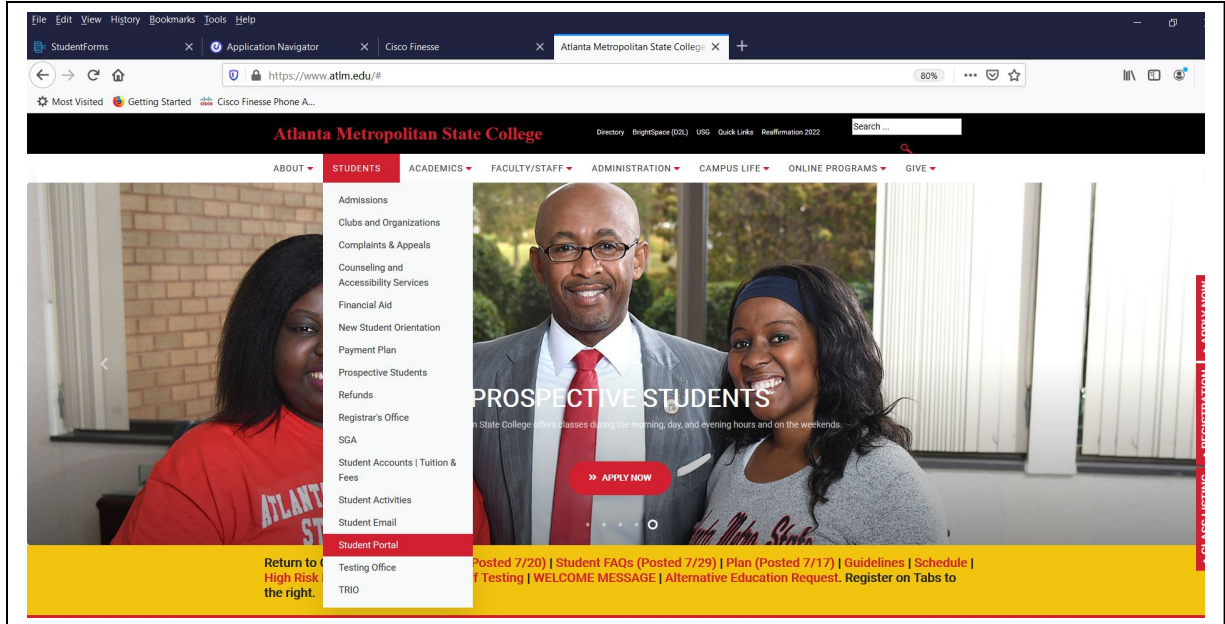 File Edit View History Bookmarks Tools Help
StudentForms Application Navigator Cisco Finesse Atlanta Metropolitan State College
https://www.atlm.edu/# 80%
Most Visited Getting Started Cisco Finesse Phone A...
Atlanta Metropolitan State College Directory BrightSpace (D2L) USG Quick Links Reaffirmation 2022 Search ...
ABOUT STUDENTS ACADEMICS FACULTY/STAFF ADMINISTRATION CAMPUS LIFE ONLINE PROGRAMS GIVE
Admissions
Clubs and Organizations
Complaints & Appeals
Counseling and
Accessibility Services
Financial Aid
New Student Orientation
Payment Plan
Prospective Students
Refunds
Registrar's Office
SGA
Student Accounts | Tuition &
Fees
Student Activities
Student Email
Student Portal
Testing Office
TRIO
PROSPECTIVE STUDENTS
State College offers classes during the morning, day, and evening hours and on the weekends.
APPLY NOW
APPLY NOW
REGISTRATION
CLASS LISTING
Return to Posted 7/20) | Student FAQs (Posted 7/29) | Plan (Posted 7/17) | Guidelines | Schedule |
High Risk Testing | WELCOME MESSAGE | Alternative Education Request. Register on Tabs to
the right.